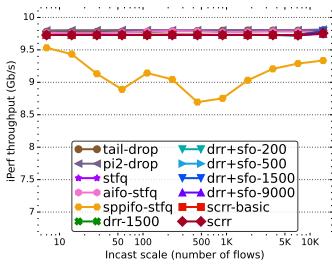 iPerf throughput (Gb/s)
10
9.5
9
8.5
8
7.5
7
tail-drop
pi2-drop
stfq
aifo-stfq
sppifo-stfq
drr-1500
drr+sfo-200
drr+sfo-500
drr+sfo-1500
drr+sfo-9000
scrr-basic
scrr
10 50 100 500 1K 5K 10K
Incast scale (number of flows)